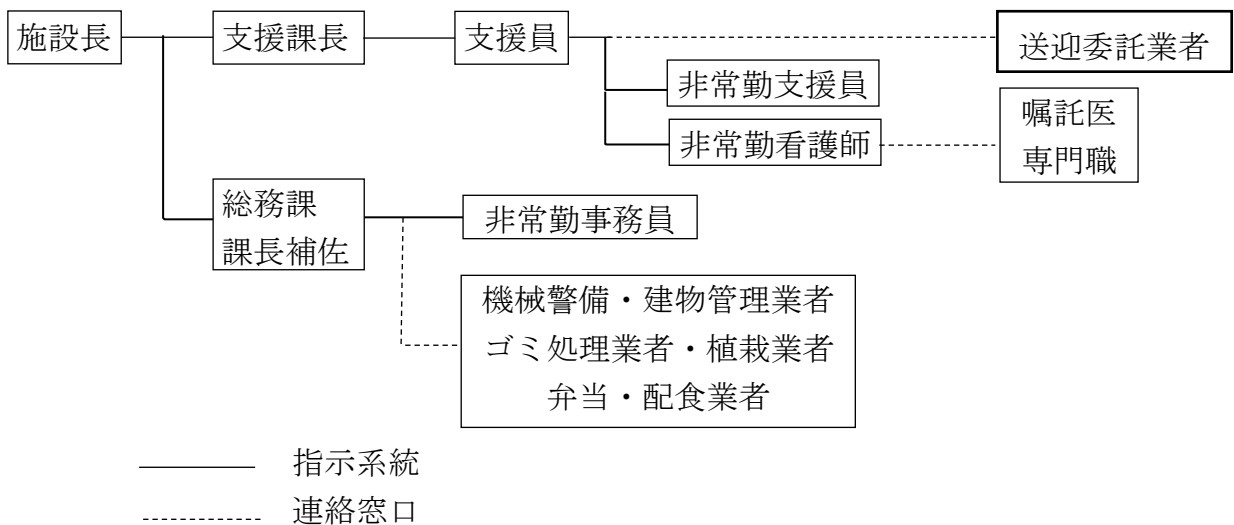 施設長
支援課長
支援員
送迎委託業者
非常勤支援員
非常勤看護師
嘱託医
専門職
総務課
課長補佐
非常勤事務員
機械警備・建物管理業者
ゴミ処理業者・植栽業者
弁当・配食業者
指示系統
連絡窓口